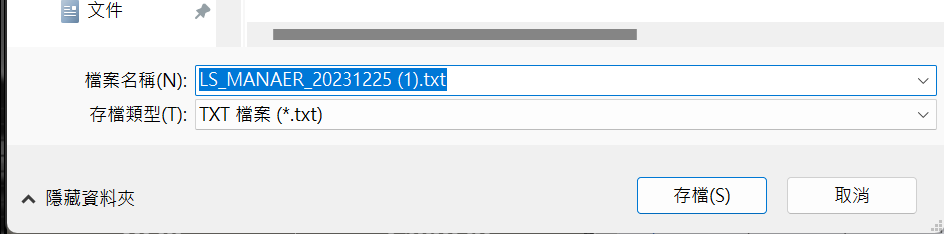 文件
檔案名稱(N): LS_MANAER_20231225 (1).txt
存檔類型(T): TXT 檔案 (*.txt)
隱藏資料夾 存檔(S) 取消